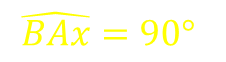 $\widehat{BAx} = 90°$